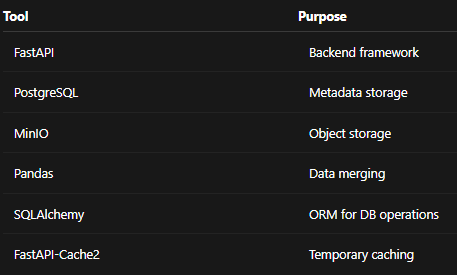 Tool Purpose
FastAPI Backend framework
PostgreSQL Metadata storage
MinIO Object storage
Pandas Data merging
SQLAlchemy ORM for DB operations
FastAPI-Cache2 Temporary caching